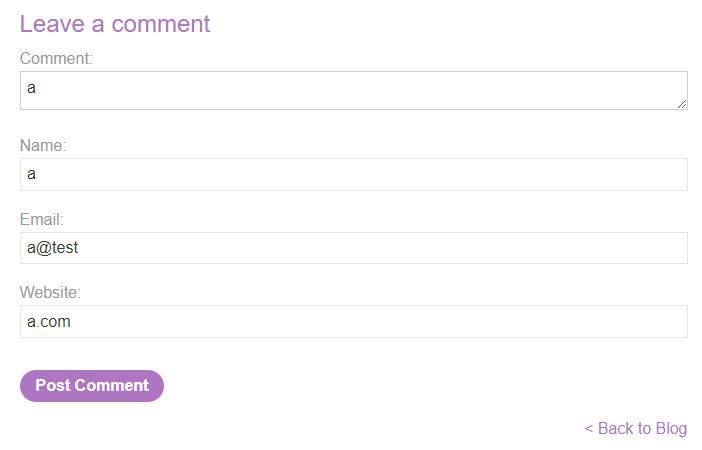 Leave a comment
Comment:
a
Name:
a
Email:
a@test
Website:
a.com
Post Comment
< Back to Blog